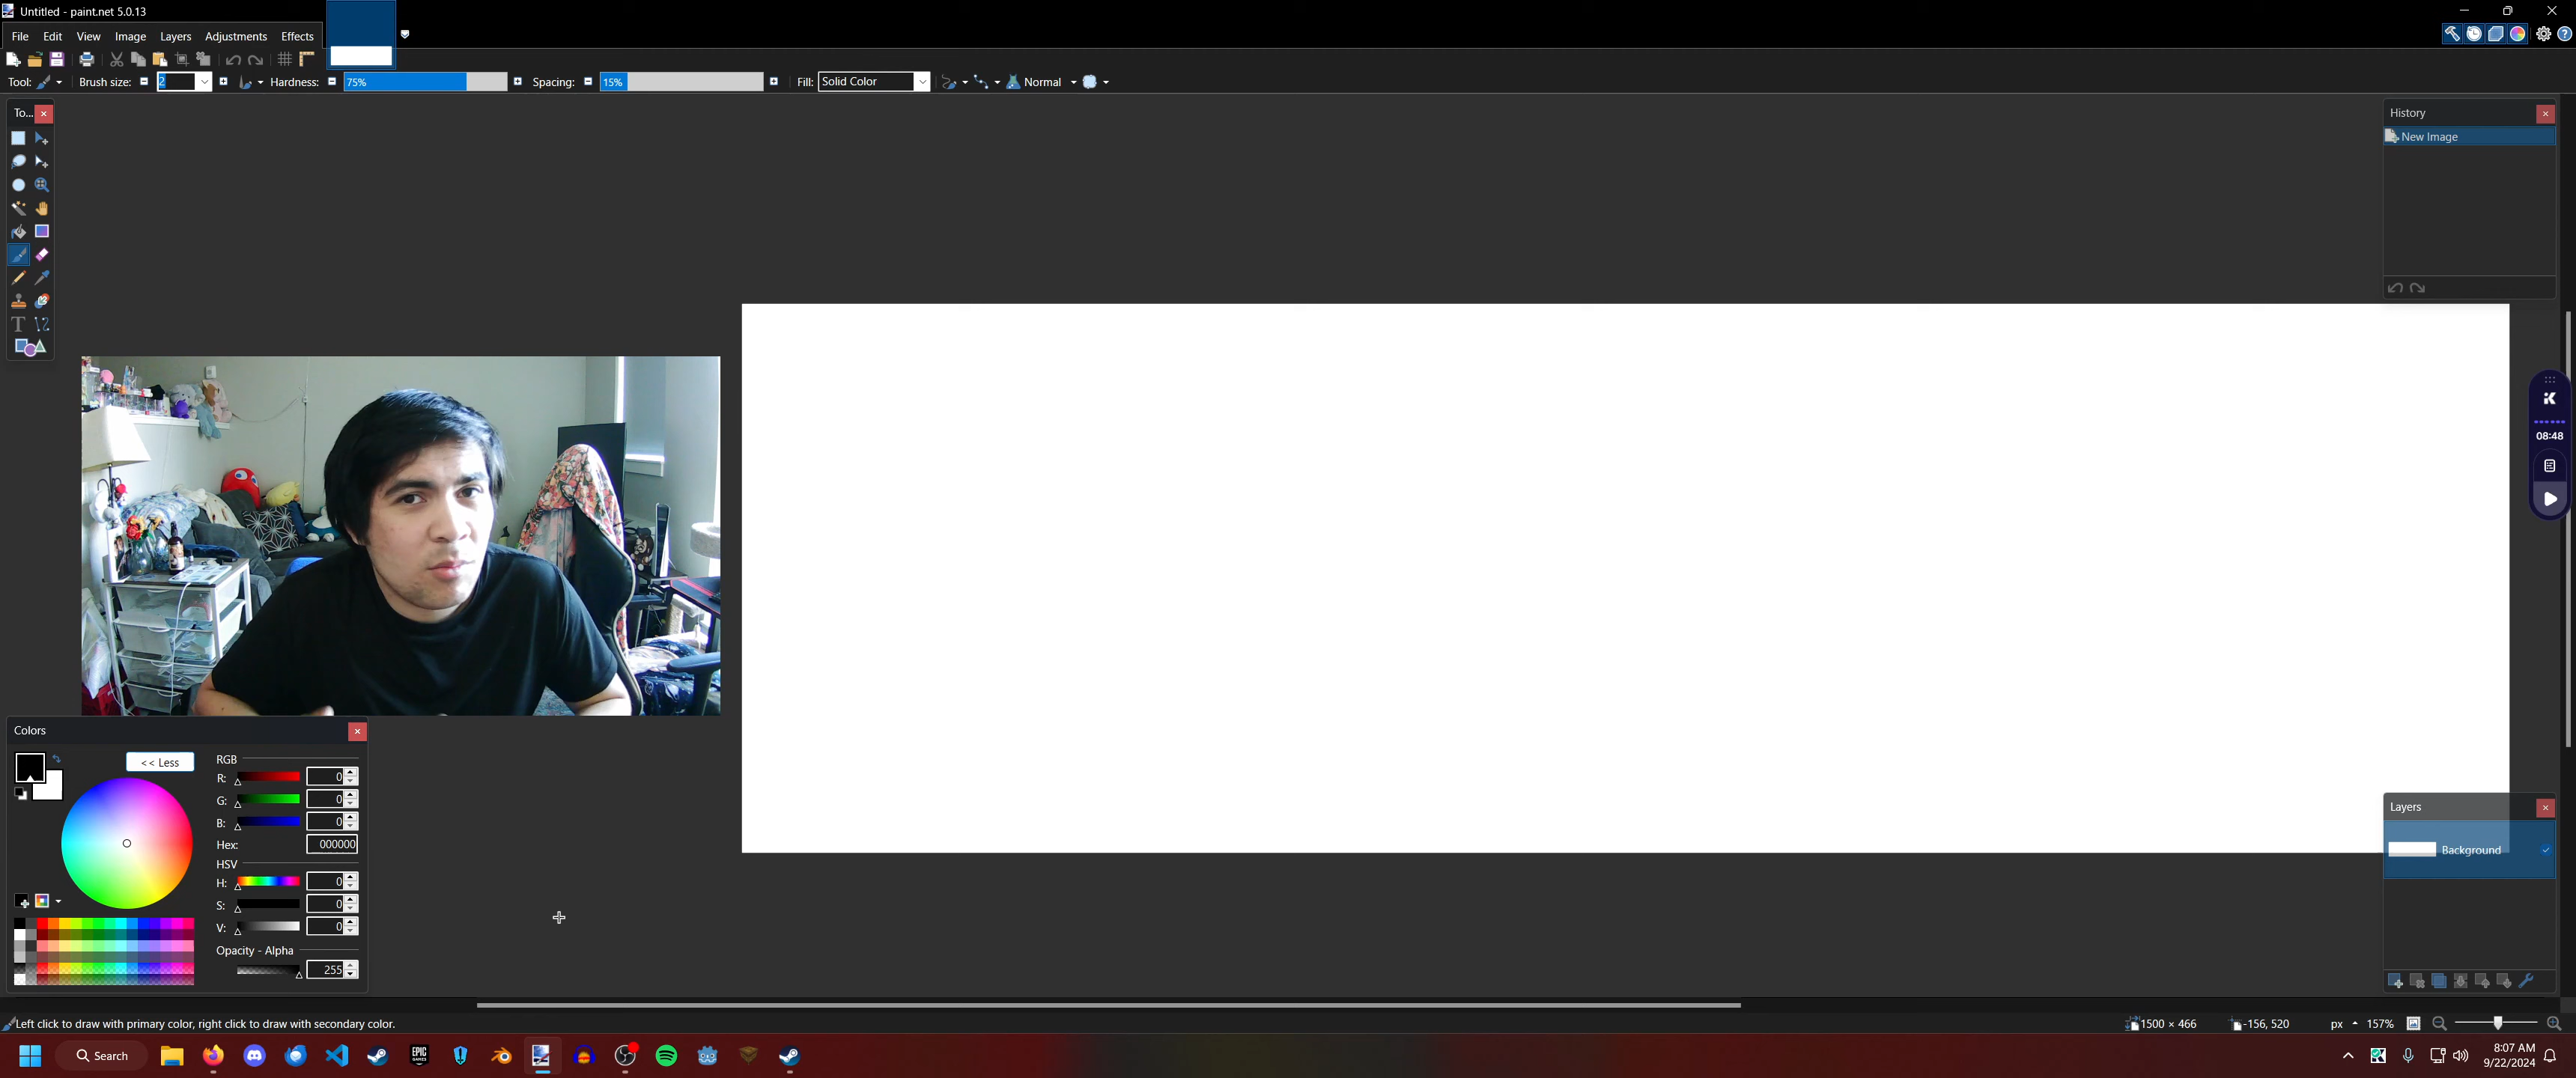 Untitled - paint.net 5.0.13
File Edit View Image Layers Adjustments Effects
Tool: Brush size: 2 Hardness: 75% Spacing: 15% Fill: Solid Color Normal
To...
History
New Image
08:48
Colors
<< Less
RGB
R: 0
G: 0
B: 0
Hex: 000000
HSV
H: 0
S: 0
V: 0
Opacity - Alpha
255
Layers
Background
Left click to draw with primary color, right click to draw with secondary color.
1500 × 466 -156, 520 px 157%
Search
EPIC GAMES
8:07 AM
9/22/2024